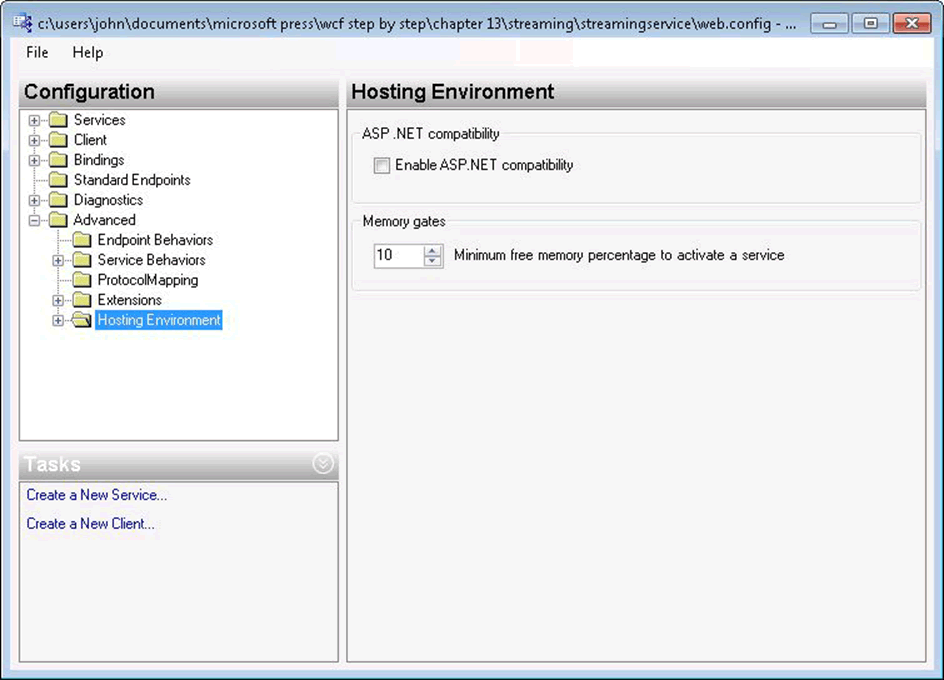 c:\users\john\documents\microsoft press\wcf step by step\chapter 13\streaming\streamingservice\web.config - ...
File Help
Configuration
Services
Client
Bindings
Standard Endpoints
Diagnostics
Advanced
Endpoint Behaviors
Service Behaviors
ProtocolMapping
Extensions
Hosting Environment
Tasks
Create a New Service...
Create a New Client...
Hosting Environment
ASP .NET compatibility
Enable ASP.NET compatibility
Memory gates
10 Minimum free memory percentage to activate a service